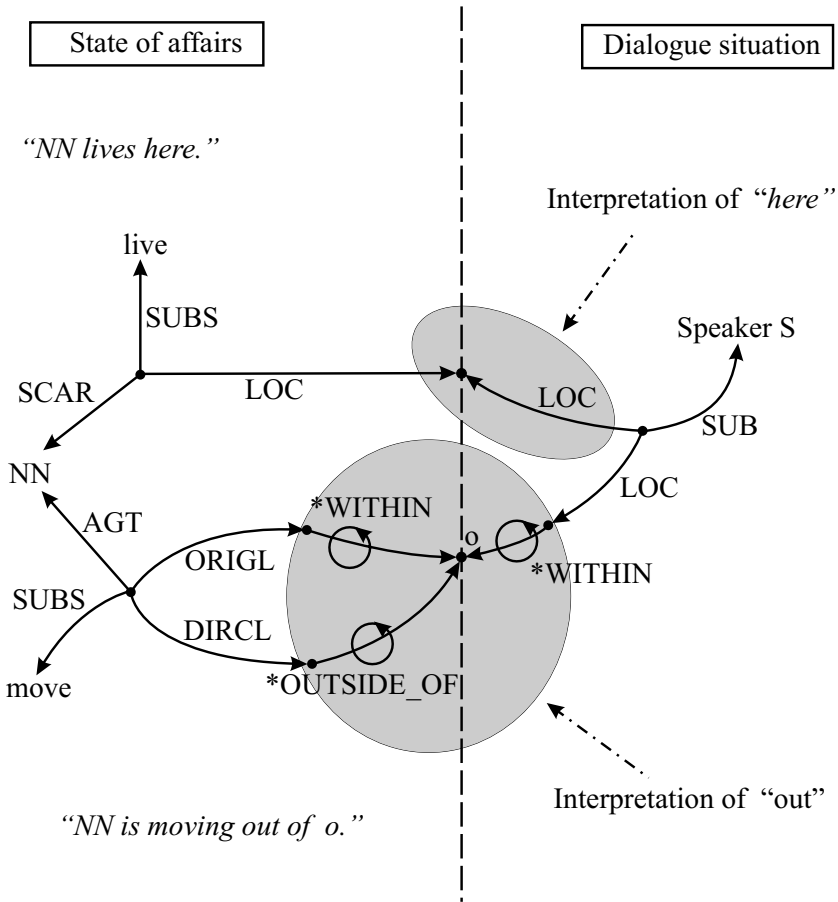 State of affairs
Dialogue situation
“NN lives here.”
Interpretation of “here”
live
SUBS
Speaker S
SCAR
LOC
LOC
SUB
NN
LOC
*WITHIN
AGT
o
ORIGL
*WITHIN
SUBS
DIRCL
move
*OUTSIDE_OF
Interpretation of “out”
“NN is moving out of o.”